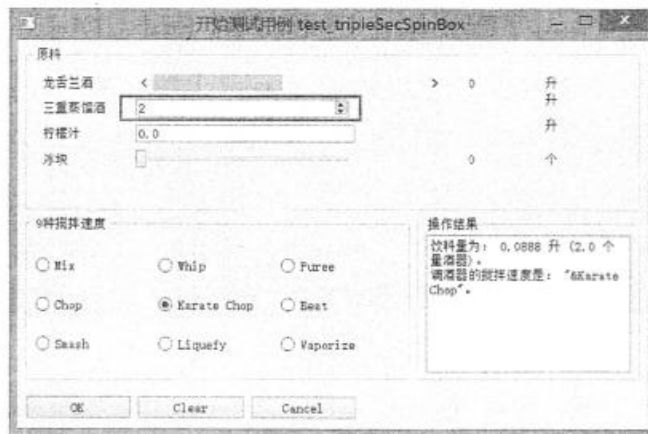 开始测试用例 test_tripleSecSpinBox
原料
龙舌兰酒 < > 0 升
三重蒸馏酒 2 升
柠檬汁 0.0 升
冰块 0 个
9种搅拌速度
Mix Whip Puree
Chop Karate Chop Beat
Smash Liquefy Vaporize
操作结果
饮料量为: 0.0888 升 (2.0 个
量酒器)。
调酒器的搅拌速度是: "&Karate
Chop"。
OK Clear Cancel